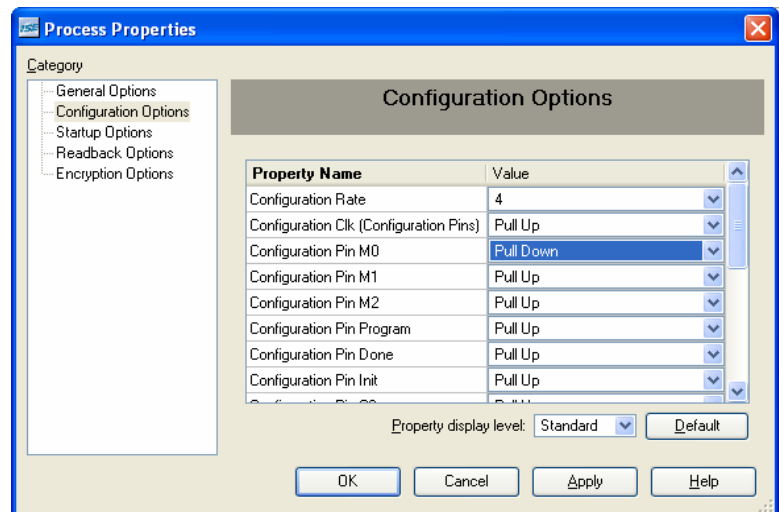 ISE Process Properties
Category
General Options
Configuration Options
Startup Options
Readback Options
Encryption Options
Configuration Options
Property Name Value
Configuration Rate 4
Configuration Clk (Configuration Pins) Pull Up
Configuration Pin M0 Pull Down
Configuration Pin M1 Pull Up
Configuration Pin M2 Pull Up
Configuration Pin Program Pull Up
Configuration Pin Done Pull Up
Configuration Pin Init Pull Up
Property display level: Standard Default
OK Cancel Apply Help